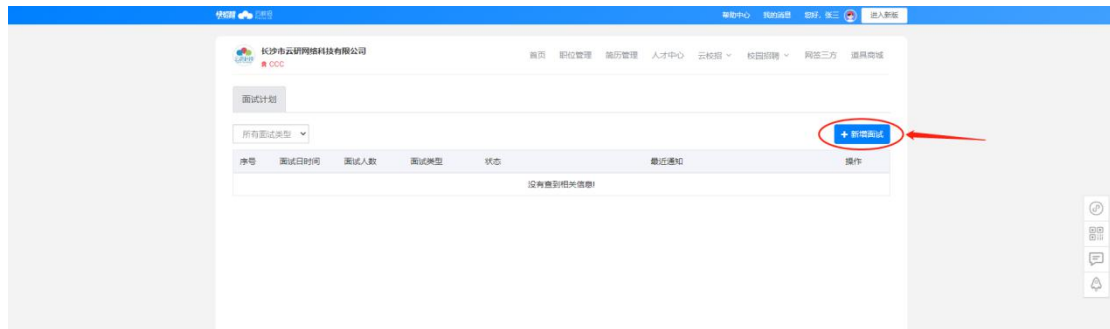 帮助中心 我的消息 您好, 张三 进入新版
长沙市云研网络科技有限公司
CCC
首页 职位管理 简历管理 人才中心 云校招 校园招聘 网签三方 道具商城
面试计划
所有面试类型
+ 新增面试
序号 面试日时间 面试人数 面试类型 状态 最近通知 操作
没有查到相关信息!